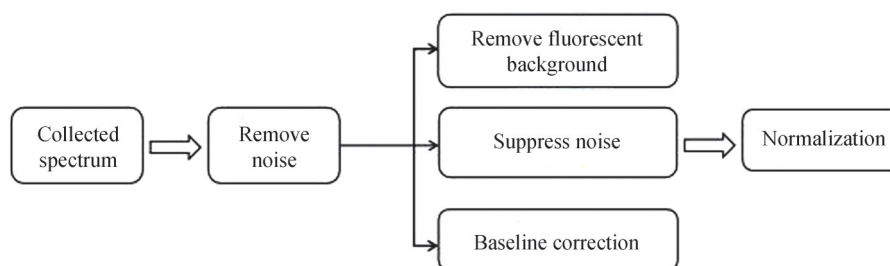 Collected
spectrum
Remove
noise
Remove fluorescent
background
Suppress noise
Baseline correction
Normalization